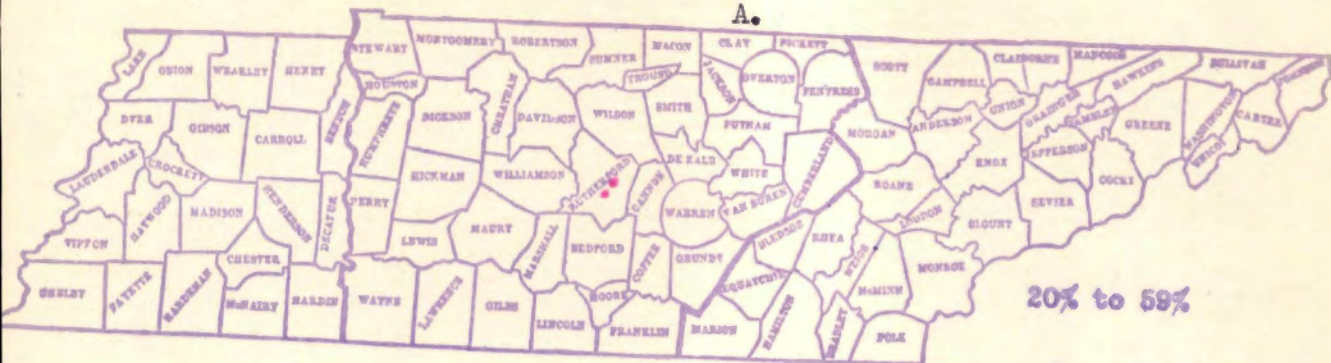 A.
LAKE OBION WEAKLEY HENRY STEWART MONTGOMERY ROBERTSON SUMNER MACON CLAY PICKETT SCOTT CAMPBELL CLAIBORNE HANCOCK HAWKINS SULLIVAN JOHNSON
HOUSTON TROUSD JACKSON OVERTON FENTRESS UNION GRAINGER
DYER GIBSON CARROLL BENTON HUMPHREYS DICKSON CHEATHAM DAVIDSON WILSON SMITH PUTNAM MORGAN ANDERSON HAMBLEN GREENE WASHINGTON CARTER UNICOI
LAUDERDALE CROCKETT HICKMAN WILLIAMSON RUTHERFORD CANNON DE KALB WHITE CUMBERLAND ROANE KNOX JEFFERSON COCKE
HAYWOOD MADISON HENDERSON DECATUR PERRY WARREN VAN BUREN LOUDON BLOUNT SEVIER
TIPTON CHESTER LEWIS MAURY MARSHALL BEDFORD COFFEE GRUNDY BLEDSOE RHEA MEIGS MONROE
SHELBY FAYETTE HARDEMAN McNAIRY HARDIN WAYNE LAWRENCE GILES LINCOLN MOORE FRANKLIN MARION SEQUATCHIE HAMILTON BRADLEY McMINN POLK
20% to 59%